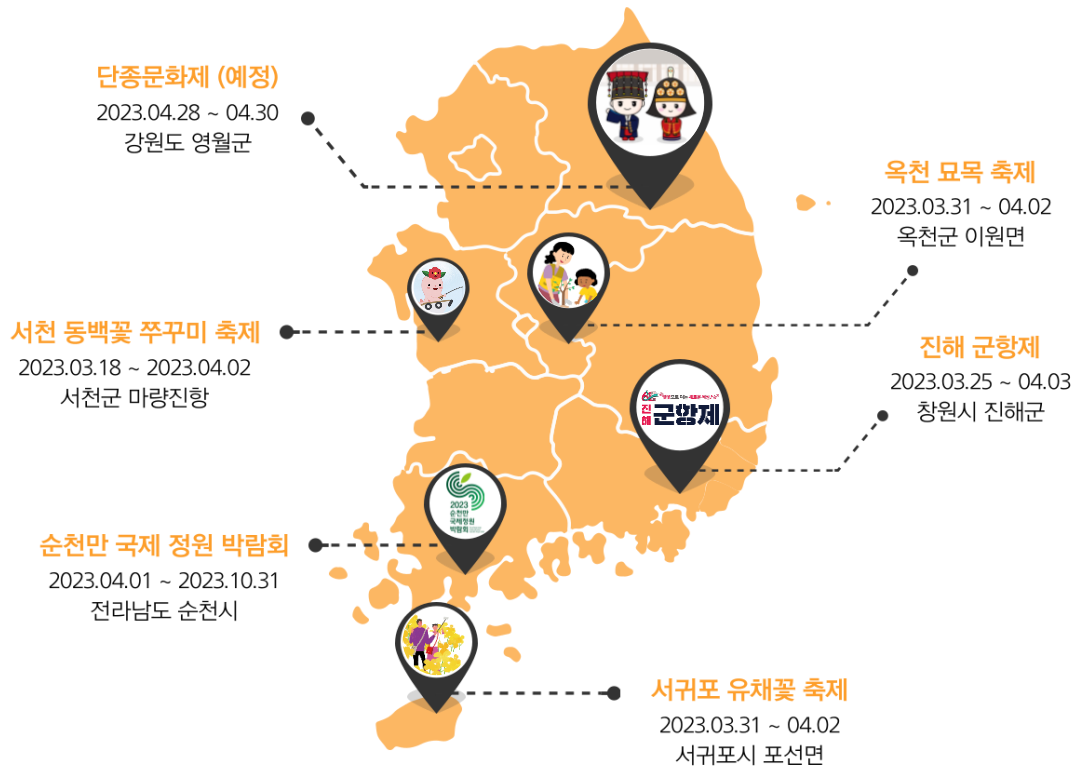 단종문화제 (예정)
2023.04.28 ~ 04.30
강원도 영월군
옥천 묘목 축제
2023.03.31 ~ 04.02
옥천군 이원면
서천 동백꽃 쭈꾸미 축제
2023.03.18 ~ 2023.04.02
서천군 마량진항
진해 군항제
2023.03.25 ~ 04.03
창원시 진해군
진해
군항제
2023
순천만
국제정원
박람회
순천만 국제 정원 박람회
2023.04.01 ~ 2023.10.31
전라남도 순천시
서귀포 유채꽃 축제
2023.03.31 ~ 04.02
서귀포시 포선면